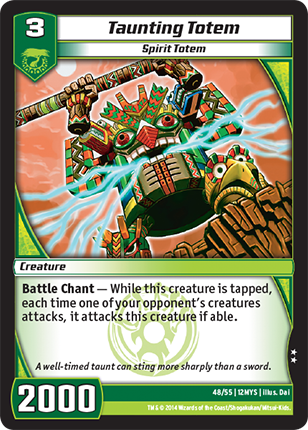 3
Taunting Totem
Spirit Totem
Creature
Battle Chant — While this creature is tapped,
each time one of your opponent's creatures
attacks, it attacks this creature if able.
A well-timed taunt can sting more sharply than a sword.
2000
48/55 | 12MYS | Illus. Dai
TM & © 2014 Wizards of the Coast/Shogakukan/Mitsui-Kids.